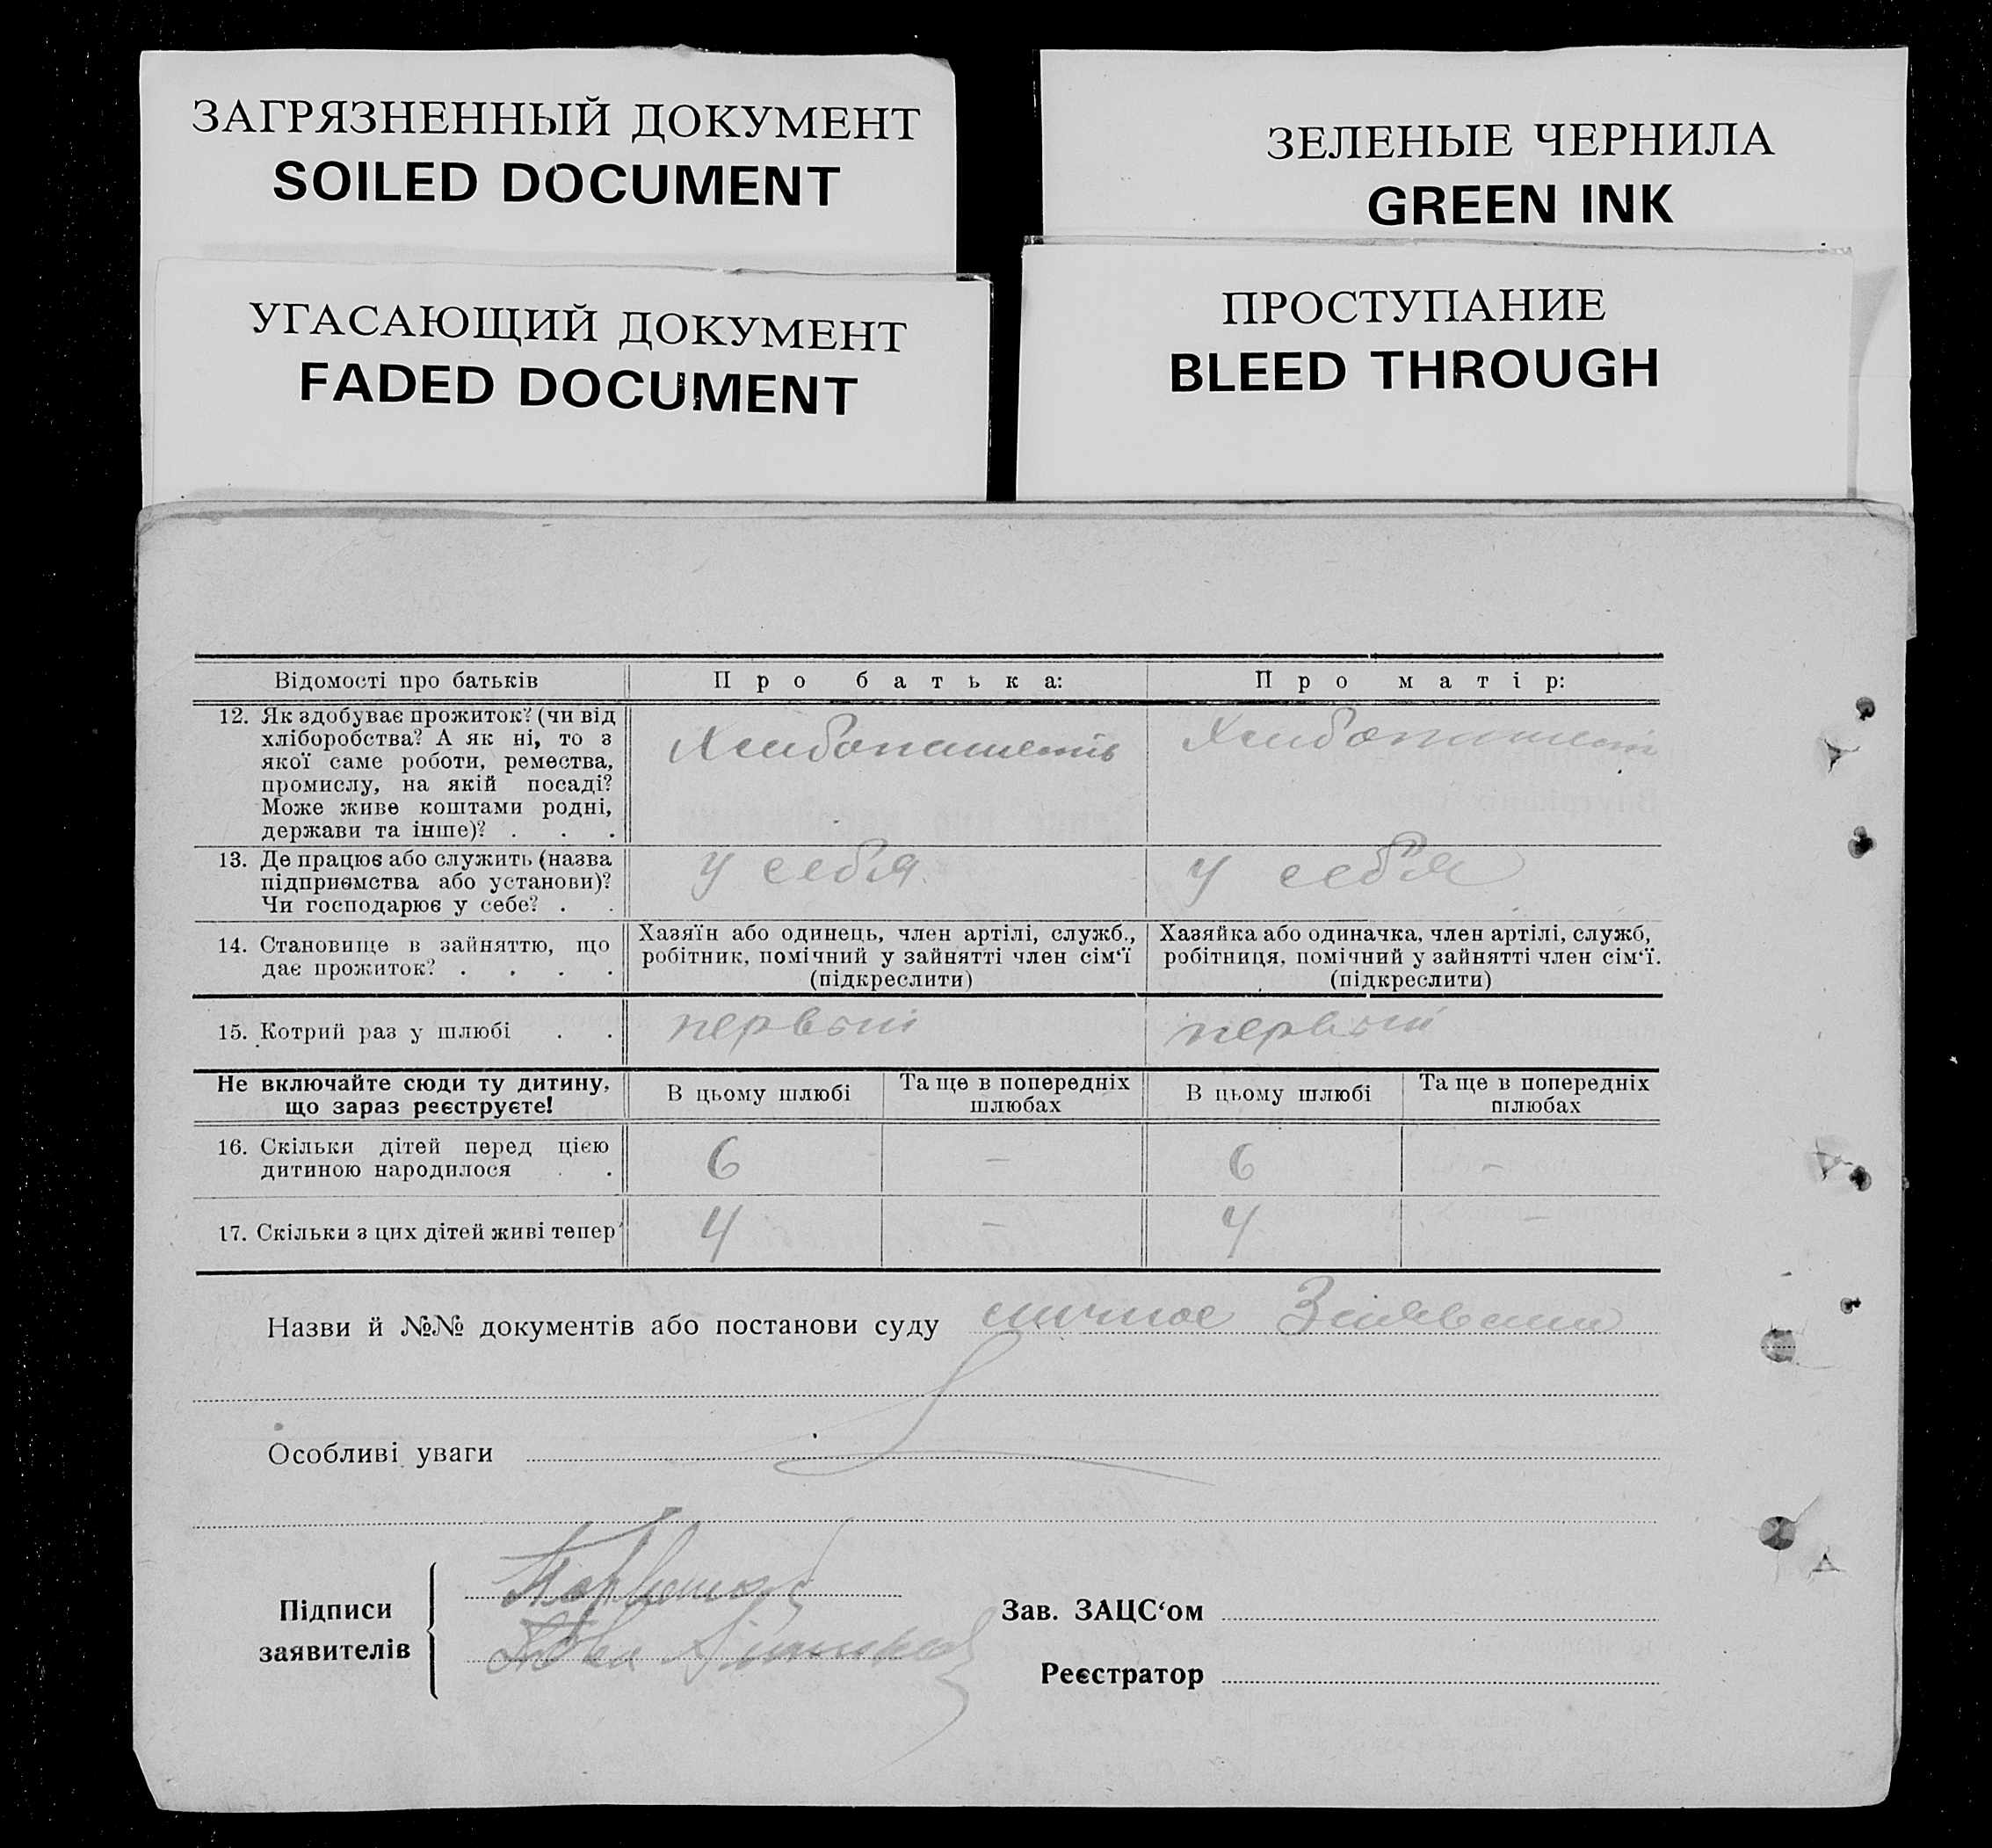 ЗАГРЯЗНЕННЫЙ ДОКУМЕНТ
SOILED DOCUMENT
ЗЕЛЕНЫЕ ЧЕРНИЛА
GREEN INK
УГАСАЮЩИЙ ДОКУМЕНТ
FADED DOCUMENT
ПРОСТУПАНИЕ
BLEED THROUGH
Відомості про батьків
Про батька:
Про матір:
12. Як здобуває прожиток? (чи від
хліборобства? А як ні, то з
якої саме роботи, ремества,
промислу, на якій посаді?
Може живе коштами родні,
держави та інше)? . . .
13. Де працює або служить (назва
підприємства або установи)?
Чи господарює у себе? . .
у себя
у себя
14. Становище в зайняттю, що
дає прожиток? . . . .
Хазяїн або одинець, член артілі, служб.,
робітник, помічний у зайнятті член сім‘ї
(підкреслити)
Хазяйка або одиначка, член артілі, служб,
робітниця, помічний у зайнятті член сім‘ї.
(підкреслити)
15. Котрий раз у шлюбі . .
первый
первый
Не включайте сюди ту дитину,
що зараз реєструєте!
В цьому шлюбі
Та ще в попередніх
шлюбах
В цьому шлюбі
Та ще в попередніх
шлюбах
16. Скільки дітей перед цією
дитиною народилося . .
6
–
6
–
17. Скільки з цих дітей живі тепер
4
–
4
–
Назви й №№ документів або постанови суду личное
Особливі уваги
Підписи
заявителів
Зав. ЗАЦС‘ом
Реєстратор